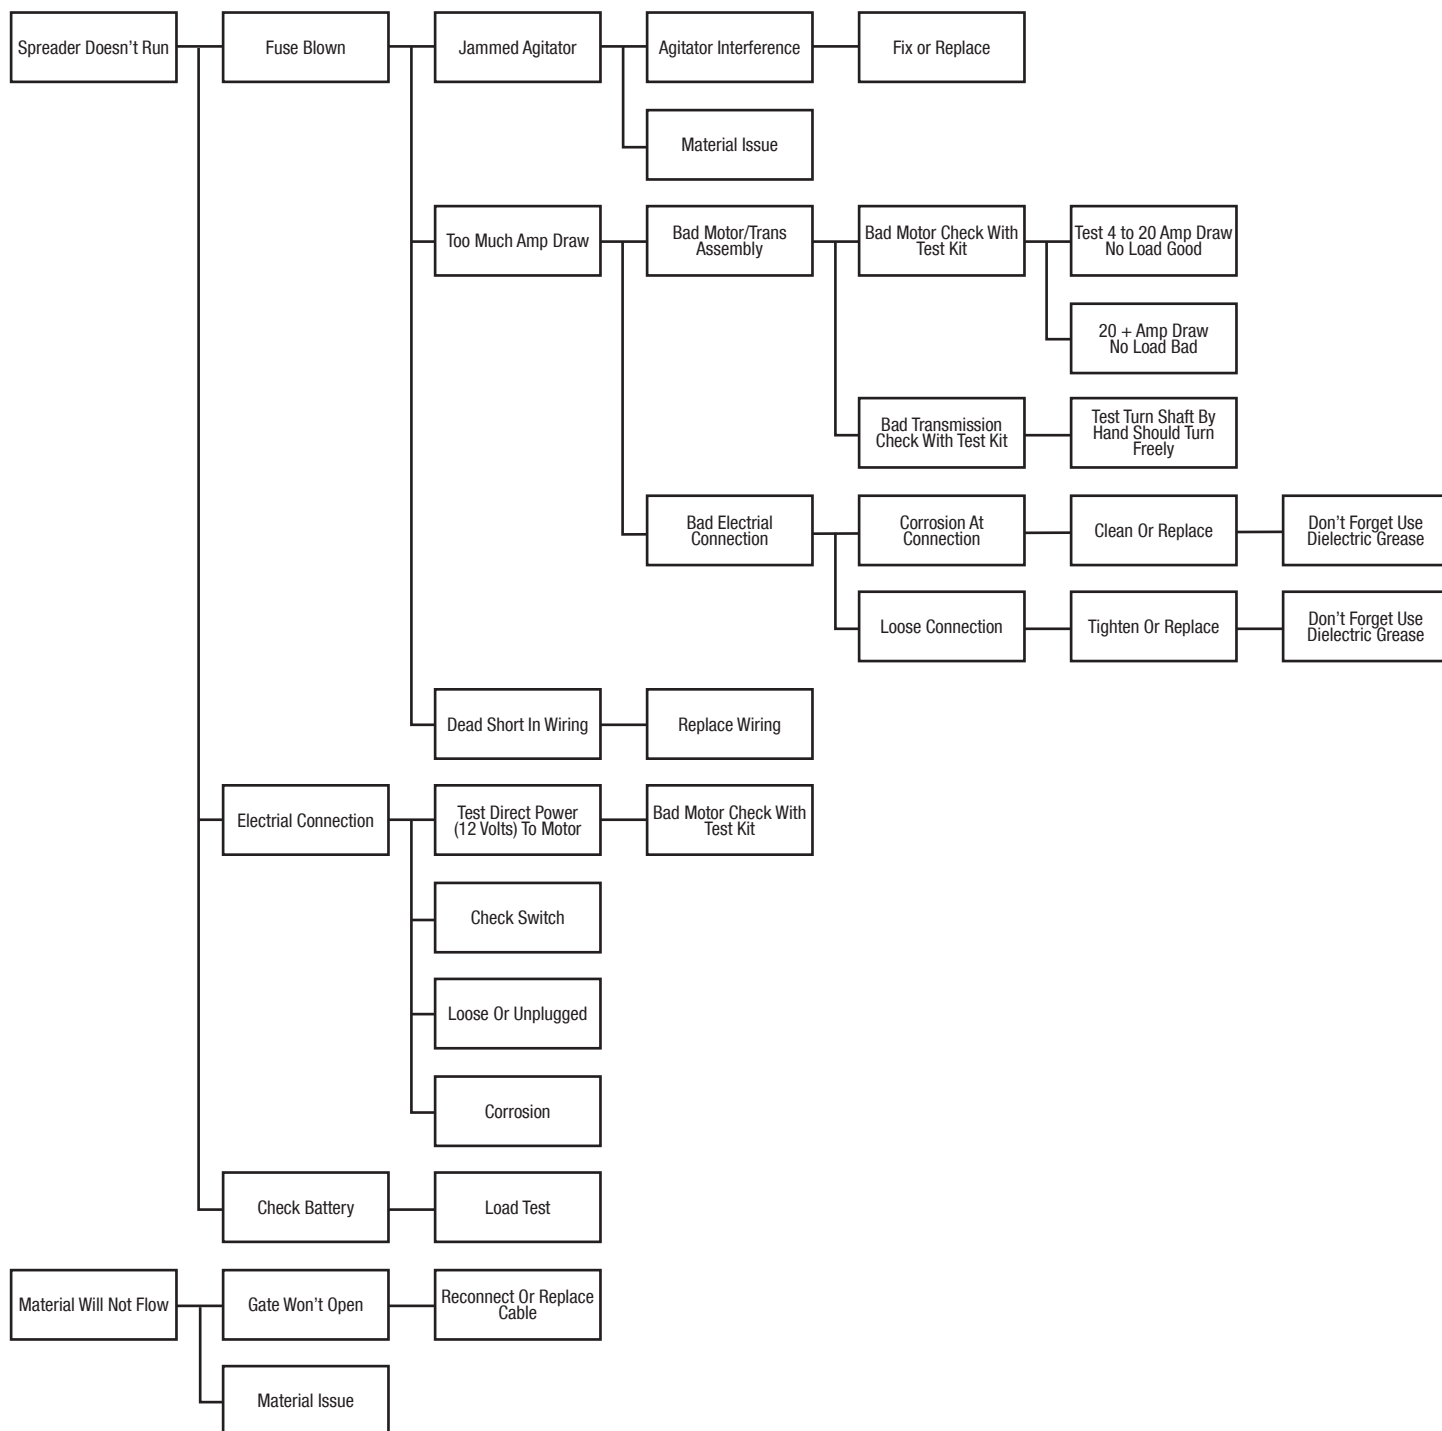 Spreader Doesn't Run
Fuse Blown
Jammed Agitator
Agitator Interference
Fix or Replace
Material Issue
Too Much Amp Draw
Bad Motor/Trans
Assembly
Bad Motor Check With
Test Kit
Test 4 to 20 Amp Draw
No Load Good
20 + Amp Draw
No Load Bad
Bad Transmission
Check With Test Kit
Test Turn Shaft By
Hand Should Turn
Freely
Bad Electrial
Connection
Corrosion At
Connection
Clean Or Replace
Don't Forget Use
Dielectric Grease
Loose Connection
Tighten Or Replace
Don't Forget Use
Dielectric Grease
Dead Short In Wiring
Replace Wiring
Electrial Connection
Test Direct Power
(12 Volts) To Motor
Bad Motor Check With
Test Kit
Check Switch
Loose Or Unplugged
Corrosion
Check Battery
Load Test
Material Will Not Flow
Gate Won't Open
Reconnect Or Replace
Cable
Material Issue